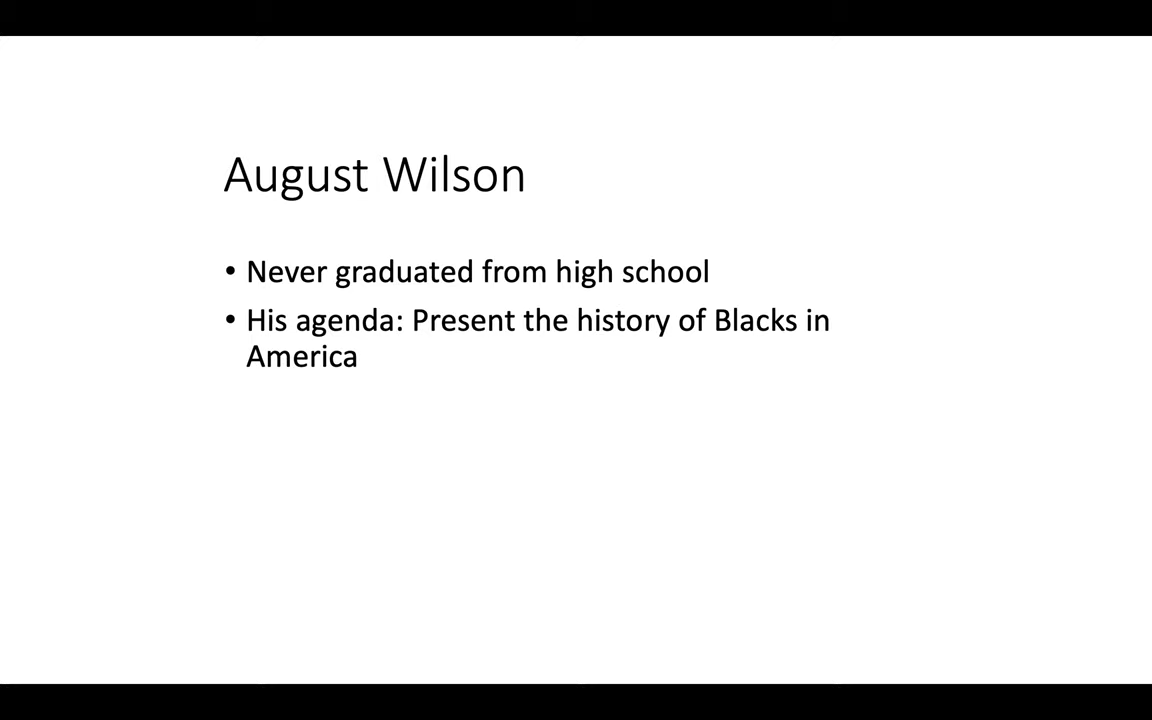 August Wilson
• Never graduated from high school
• His agenda: Present the history of Blacks in
America